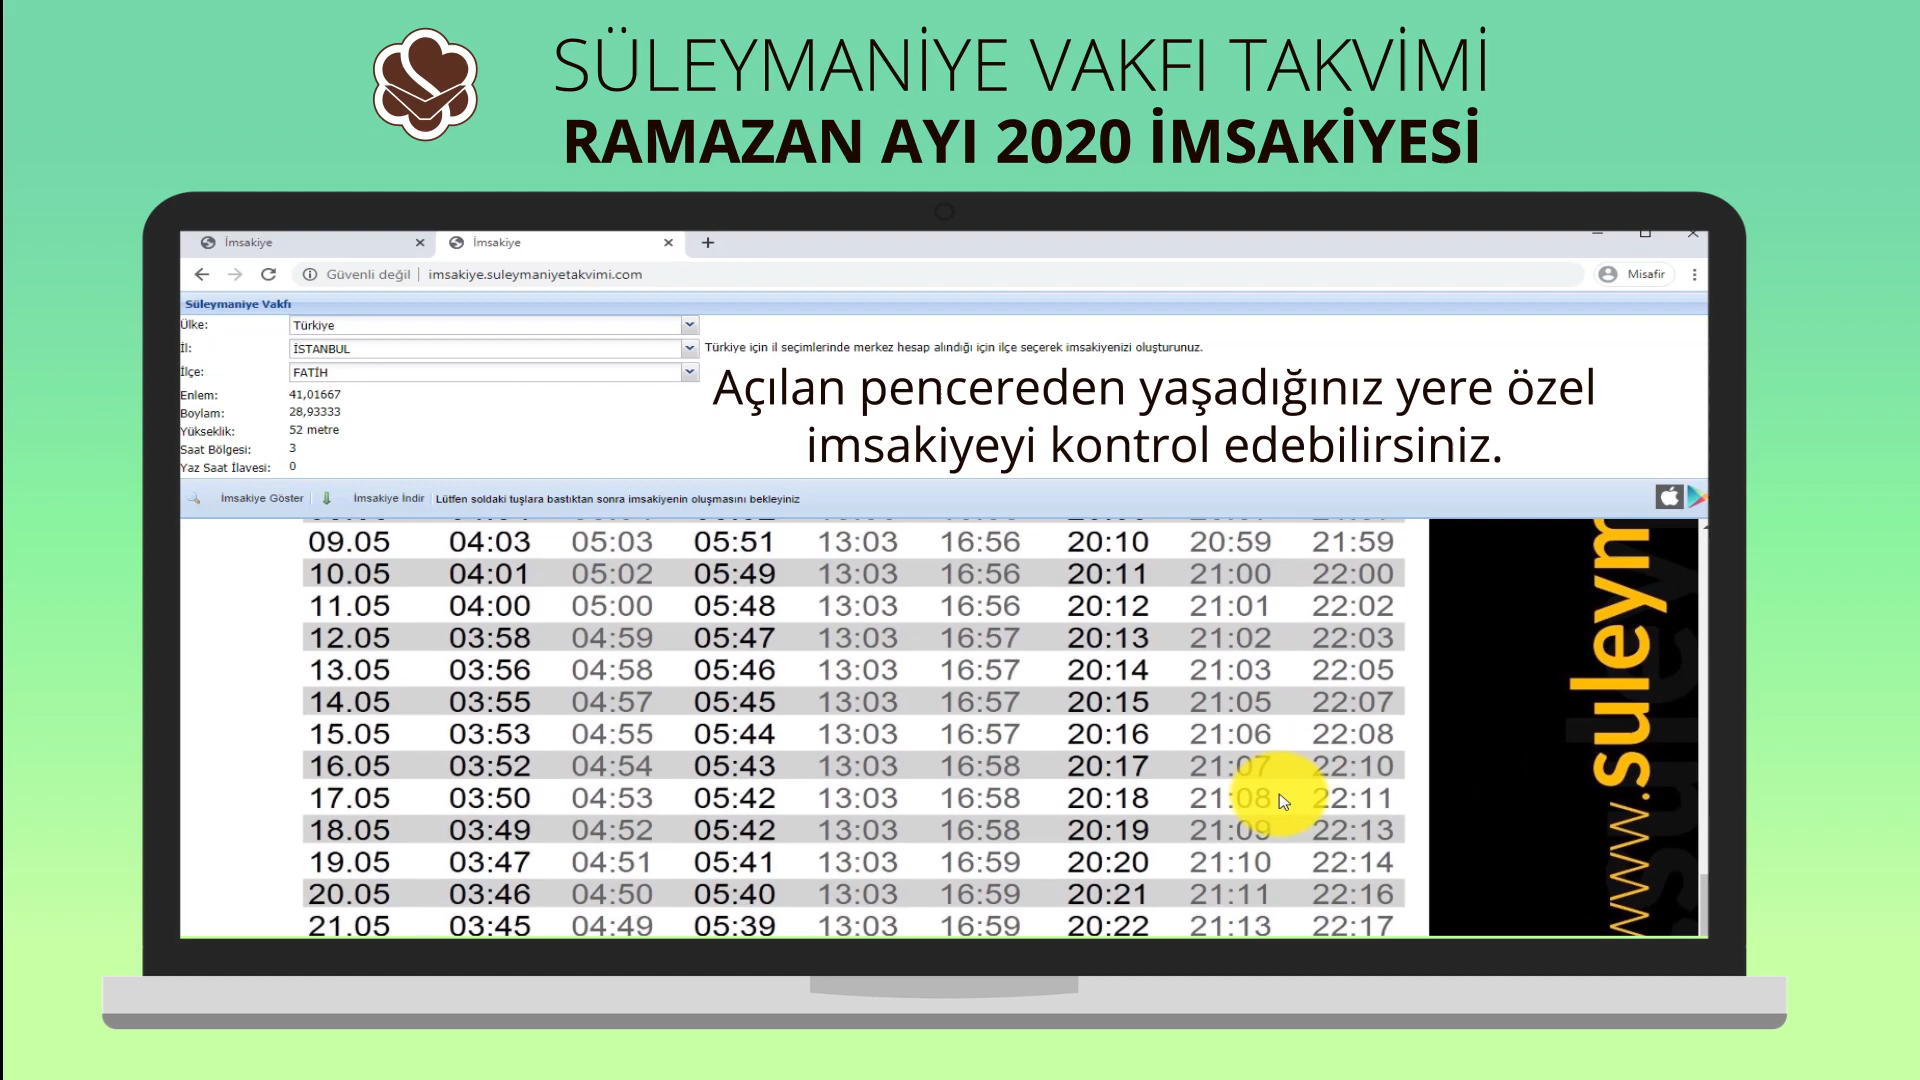 SÜLEYMANİYE VAKFI TAKVİMİ
RAMAZAN AYI 2020 İMSAKİYESİ
İmsakiye
İmsakiye
Güvenli değil
imsakiye.suleymaniyetakvimi.com
Misafir
Süleymaniye Vakfı
Ülke: Türkiye
İl: İSTANBUL Türkiye için il seçimlerinde merkez hesap alındığı için ilçe seçerek imsakiyenizi oluşturunuz.
İlçe: FATİH
Enlem: 41,01667
Boylam: 28,93333
Yükseklik: 52 metre
Saat Bölgesi: 3
Yaz Saat İlavesi: 0
Açılan pencereden yaşadığınız yere özel
imsakiyeyi kontrol edebilirsiniz.
İmsakiye Göster İmsakiye İndir Lütfen soldaki tuşlara bastıktan sonra imsakiyenin oluşmasını bekleyiniz
09.05 04:03 05:03 05:51 13:03 16:56 20:10 20:59 21:59
10.05 04:01 05:02 05:49 13:03 16:56 20:11 21:00 22:00
11.05 04:00 05:00 05:48 13:03 16:56 20:12 21:01 22:02
12.05 03:58 04:59 05:47 13:03 16:57 20:13 21:02 22:03
13.05 03:56 04:58 05:46 13:03 16:57 20:14 21:03 22:05
14.05 03:55 04:57 05:45 13:03 16:57 20:15 21:05 22:07
15.05 03:53 04:55 05:44 13:03 16:57 20:16 21:06 22:08
16.05 03:52 04:54 05:43 13:03 16:58 20:17 21:07 22:10
17.05 03:50 04:53 05:42 13:03 16:58 20:18 21:08 22:11
18.05 03:49 04:52 05:42 13:03 16:58 20:19 21:09 22:13
19.05 03:47 04:51 05:41 13:03 16:59 20:20 21:10 22:14
20.05 03:46 04:50 05:40 13:03 16:59 20:21 21:11 22:16
21.05 03:45 04:49 05:39 13:03 16:59 20:22 21:13 22:17
www.suleym